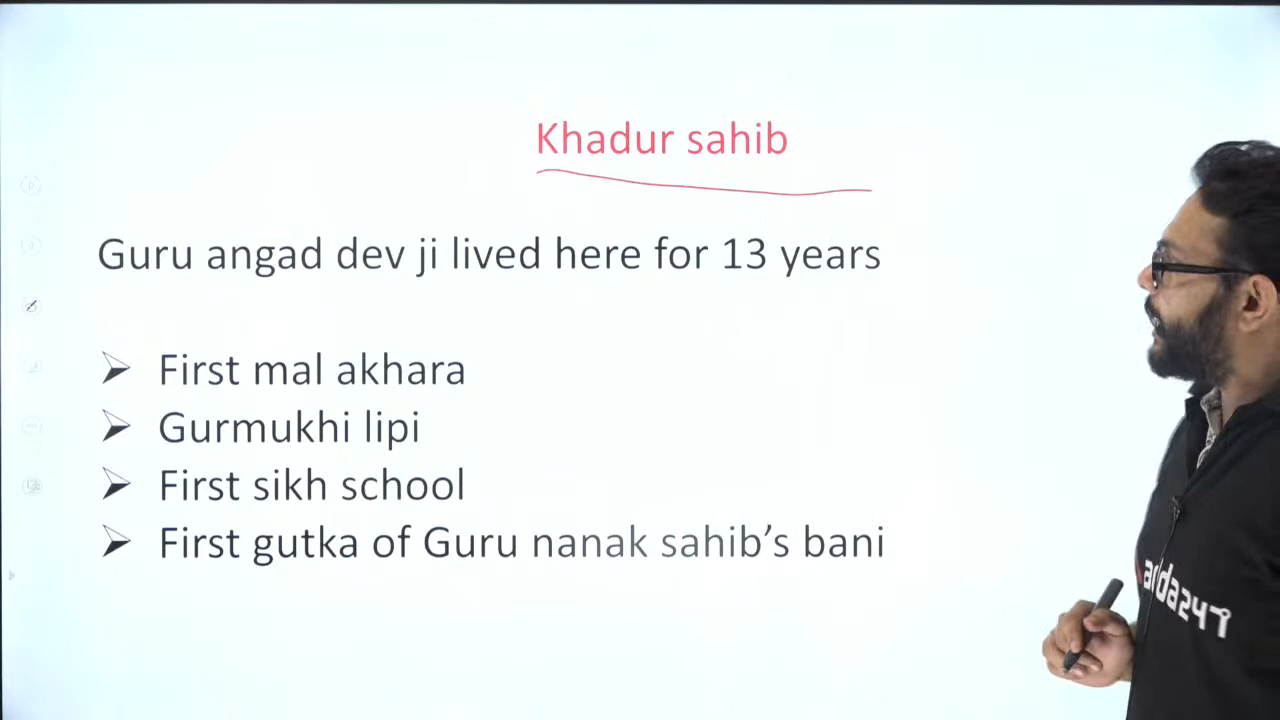 Khadur sahib
Guru angad dev ji lived here for 13 years
➢ First mal akhara
➢ Gurmukhi lipi
➢ First sikh school
➢ First gutka of Guru nanak sahib’s bani
adda247